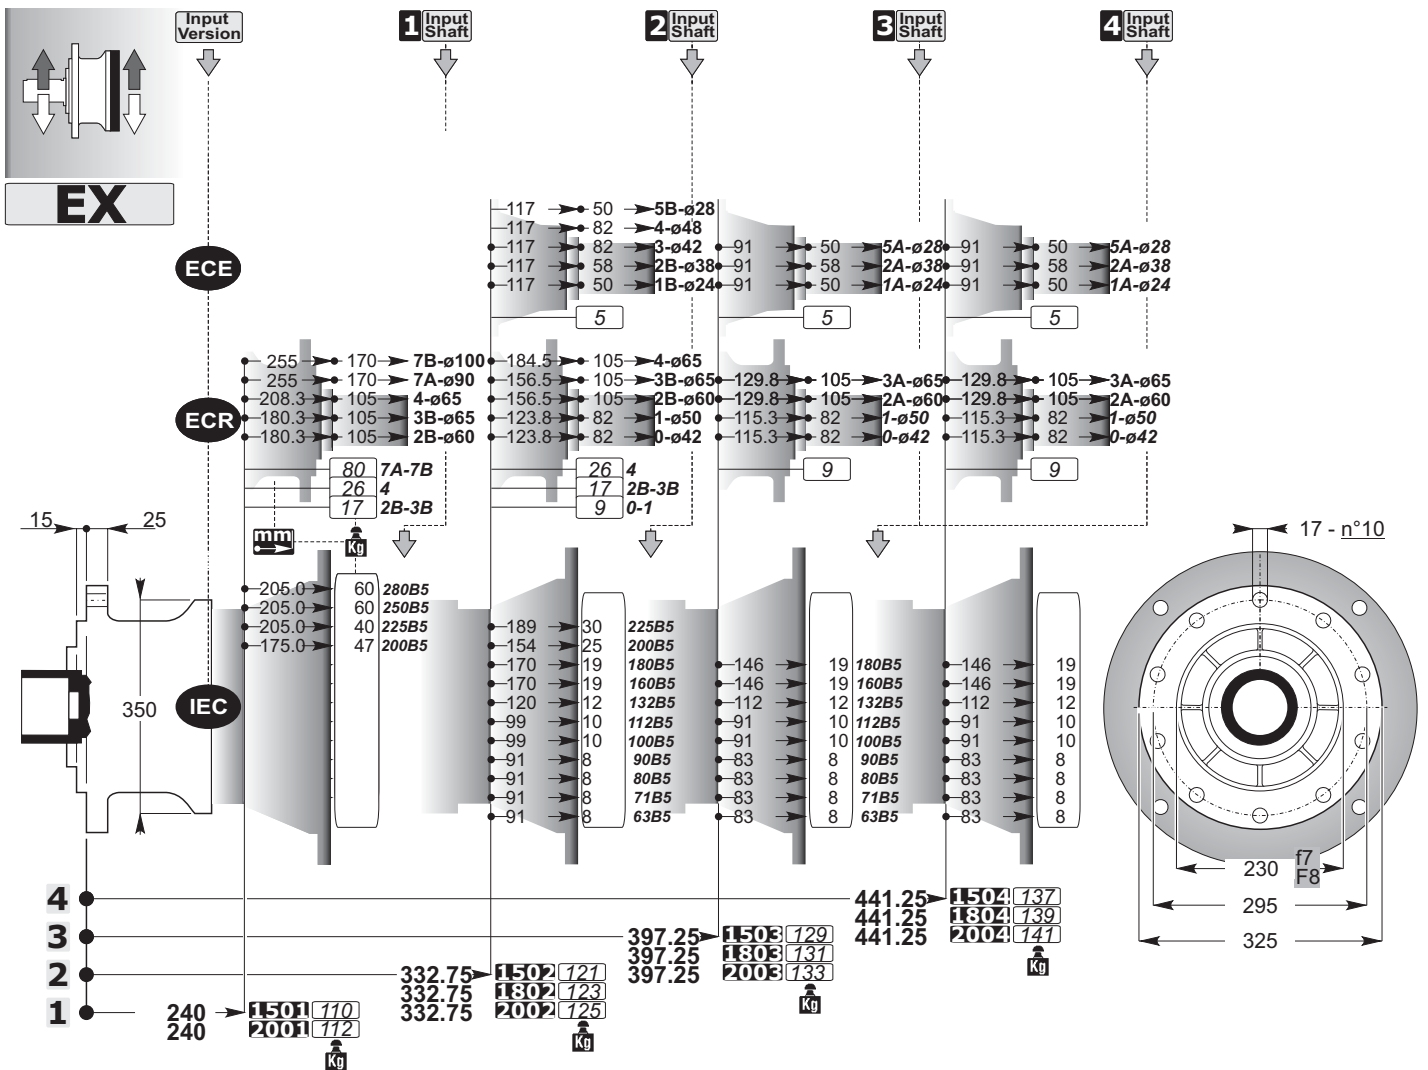 Input Version
1 Input Shaft
2 Input Shaft
3 Input Shaft
4 Input Shaft
EX
ECE
117 50 5B-ø28
117 82 4-ø48
117 82 3-ø42 91 50 5A-ø28 91 50 5A-ø28
117 58 2B-ø38 91 58 2A-ø38 91 58 2A-ø38
117 50 1B-ø24 91 50 1A-ø24 91 50 1A-ø24
5 5 5
ECR
255 170 7B-ø100 184.5 105 4-ø65
255 170 7A-ø90 156.5 105 3B-ø65 129.8 105 3A-ø65 129.8 105 3A-ø65
208.3 105 4-ø65 156.5 105 2B-ø60 129.8 105 2A-ø60 129.8 105 2A-ø60
180.3 105 3B-ø65 123.8 82 1-ø50 115.3 82 1-ø50 115.3 82 1-ø50
180.3 105 2B-ø60 123.8 82 0-ø42 115.3 82 0-ø42 115.3 82 0-ø42
80 7A-7B 26 4 9 9
26 4 17 2B-3B
17 2B-3B 9 0-1
15 25
mm Kg
17 - n°10
IEC
350
205.0 60 280B5
205.0 60 250B5
205.0 40 225B5 189 30 225B5
175.0 47 200B5 154 25 200B5
170 19 180B5 146 19 180B5 146 19
170 19 160B5 146 19 160B5 146 19
120 12 132B5 112 12 132B5 112 12
99 10 112B5 91 10 112B5 91 10
99 10 100B5 91 10 100B5 91 10
91 8 90B5 83 8 90B5 83 8
91 8 80B5 83 8 80B5 83 8
91 8 71B5 83 8 71B5 83 8
91 8 63B5 83 8 63B5 83 8
230 f7 F8
295
325
4 441.25 1504 137
441.25 1804 139
441.25 2004 141
Kg
3 397.25 1503 129
397.25 1803 131
397.25 2003 133
Kg
2 332.75 1502 121
332.75 1802 123
332.75 2002 125
Kg
1 240 1501 110
240 2001 112
Kg